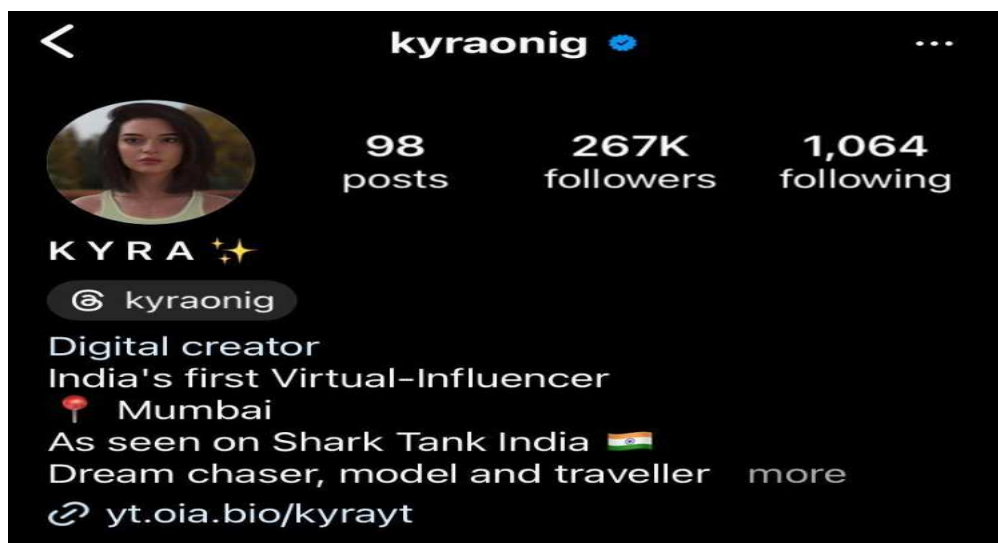 kyraonig
98 267K 1,064
posts followers following
K Y R A ✨
kyraonig
Digital creator
India's first Virtual-Influencer
📍 Mumbai
As seen on Shark Tank India 🇮🇳
Dream chaser, model and traveller more
yt.oia.bio/kyrayt